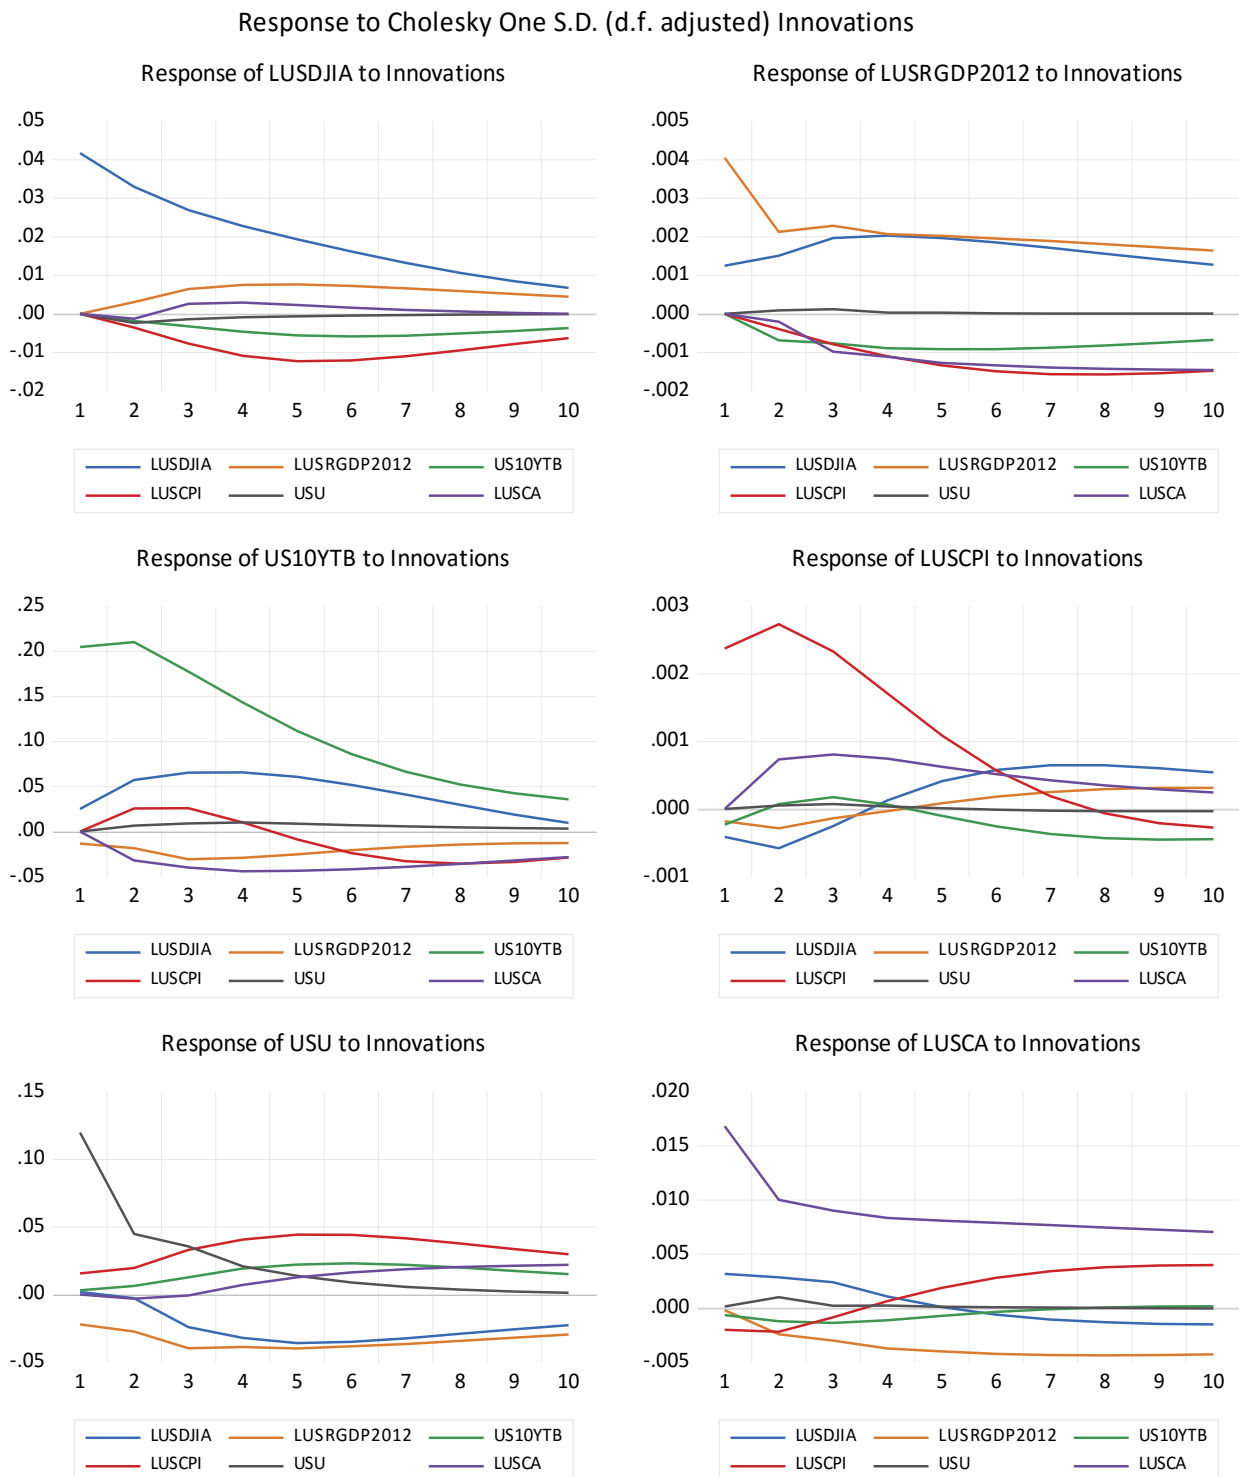 Response to Cholesky One S.D. (d.f. adjusted) Innovations
Response of LUSDJIA to Innovations
.05
.04
.03
.02
.01
.00
-.01
-.02
1 2 3 4 5 6 7 8 9 10
LUSDJIA LUSRGDP2012 US10YTB
LUSCPI USU LUSCA
Response of LUSRGDP2012 to Innovations
.005
.004
.003
.002
.001
.000
-.001
-.002
1 2 3 4 5 6 7 8 9 10
LUSDJIA LUSRGDP2012 US10YTB
LUSCPI USU LUSCA
Response of US10YTB to Innovations
.25
.20
.15
.10
.05
.00
-.05
1 2 3 4 5 6 7 8 9 10
LUSDJIA LUSRGDP2012 US10YTB
LUSCPI USU LUSCA
Response of LUSCPI to Innovations
.003
.002
.001
.000
-.001
1 2 3 4 5 6 7 8 9 10
LUSDJIA LUSRGDP2012 US10YTB
LUSCPI USU LUSCA
Response of USU to Innovations
.15
.10
.05
.00
-.05
1 2 3 4 5 6 7 8 9 10
LUSDJIA LUSRGDP2012 US10YTB
LUSCPI USU LUSCA
Response of LUSCA to Innovations
.020
.015
.010
.005
.000
-.005
1 2 3 4 5 6 7 8 9 10
LUSDJIA LUSRGDP2012 US10YTB
LUSCPI USU LUSCA